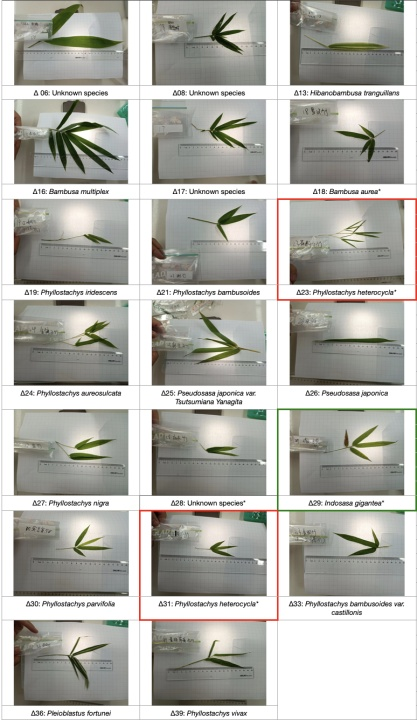 Δ 06: Unknown species
Δ08: Unknown species
Δ13: Hibanobambusa tranguillans
Δ16: Bambusa multiplex
Δ17: Unknown species
Δ18: Bambusa aurea*
Δ19: Phyllostachys iridescens
Δ21: Phyllostachys bambusoides
Δ23: Phyllostachys heterocycla*
Δ24: Phyllostachys aureosulcata
Δ25: Pseudosasa japonica var.
Tsutsumiana Yanagita
Δ26: Pseudosasa japonica
Δ27: Phyllostachys nigra
Δ28: Unknown species*
Δ29: Indosasa gigantea*
Δ30: Phyllostachys parvifolia
Δ31: Phyllostachys heterocycla*
Δ33: Phyllostachys bambusoides var.
castillonis
Δ36: Pleioblastus fortunei
Δ39: Phyllostachys vivax